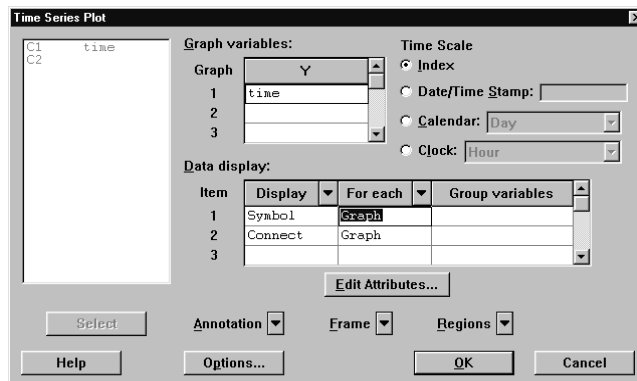 Time Series Plot
C1 time
C2
Graph variables:
Graph Y
1 time
2
3
Time Scale
Index
Date/Time Stamp:
Calendar: Day
Clock: Hour
Data display:
Item Display For each Group variables
1 Symbol Graph
2 Connect Graph
3
Edit Attributes...
Select
Annotation Frame Regions
Help Options... OK Cancel